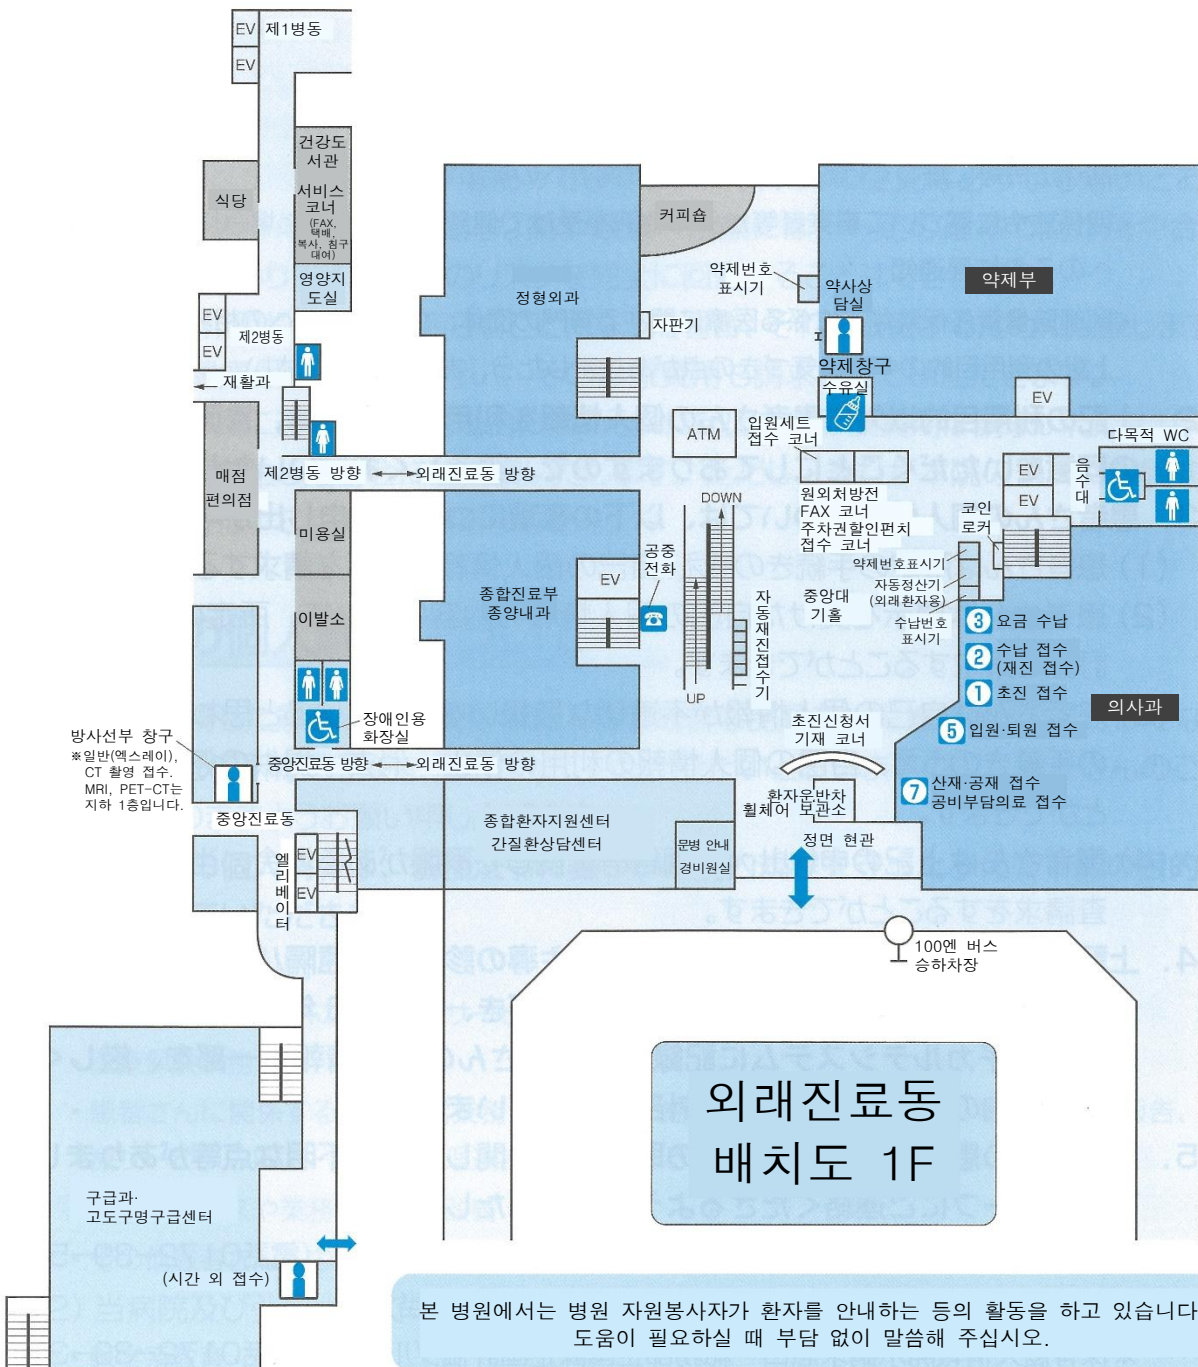 EV
제1병동
EV
건강도
서관
서비스
코너
(FAX,
택배,
복사, 침구
대여)
식당
영양지
도실
EV
EV
제2병동
재활과
매점
편의점
제2병동 방향
외래진료동 방향
미용실
이발소
정형외과
커피숍
자판기
약제번호
표시기
약사상
담실
약제부
약제창구
수유실
EV
ATM
입원세트
접수 코너
다목적 WC
EV
EV
음수대
원외처방전
FAX 코너
주차권할인펀치
접수 코너
코인
로커
DOWN
UP
공중
전화
EV
종합진료부
종양내과
자동재진접수기
중앙대
기홀
약제번호표시기
자동정산기
(외래환자용)
수납번호
표시기
3 요금 수납
2 수납 접수
(재진 접수)
1 초진 접수
5 입원·퇴원 접수
의사과
7 산재·공재 접수
공비부담의료 접수
초진신청서
기재 코너
환자운반차
휠체어 보관소
정면 현관
장애인용
화장실
방사선부 창구
※일반(엑스레이),
CT 촬영 접수.
MRI, PET-CT는
지하 1층입니다.
중앙진료동 방향
외래진료동 방향
중앙진료동
EV
EV
엘리베이터
종합환자지원센터
간질환상담센터
문병 안내
경비원실
100엔 버스
승하차장
외래진료동
배치도 1F
구급과·
고도구명구급센터
(시간 외 접수)
본 병원에서는 병원 자원봉사자가 환자를 안내하는 등의 활동을 하고 있습니다
도움이 필요하실 때 부담 없이 말씀해 주십시오.